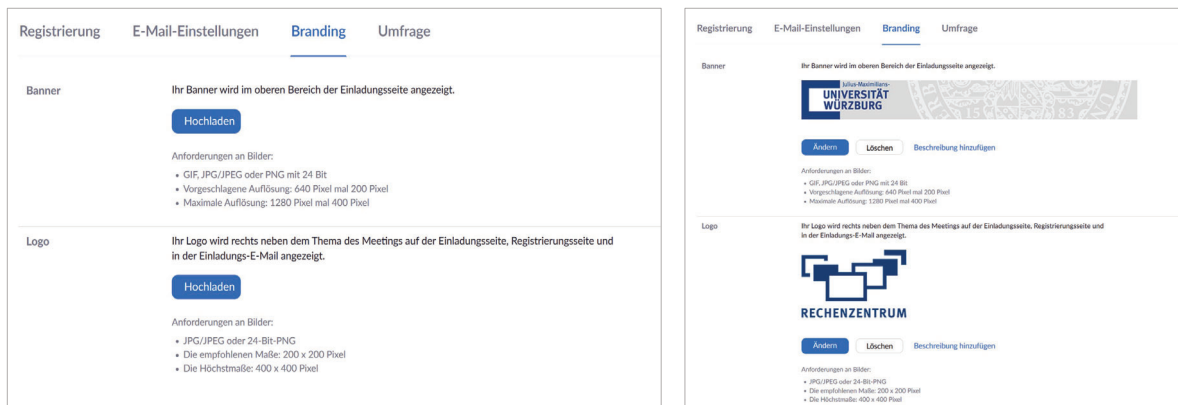 Registrierung E-Mail-Einstellungen Branding Umfrage
Banner
Ihr Banner wird im oberen Bereich der Einladungsseite angezeigt.
Hochladen
Anforderungen an Bilder:
• GIF, JPG/JPEG oder PNG mit 24 Bit
• Vorgeschlagene Auflösung: 640 Pixel mal 200 Pixel
• Maximale Auflösung: 1280 Pixel mal 400 Pixel
Logo
Ihr Logo wird rechts neben dem Thema des Meetings auf der Einladungsseite, Registrierungsseite und
in der Einladungs-E-Mail angezeigt.
Hochladen
Anforderungen an Bilder:
• JPG/JPEG oder 24-Bit-PNG
• Die empfohlenen Maße: 200 x 200 Pixel
• Die Höchstmaße: 400 x 400 Pixel
Registrierung E-Mail-Einstellungen Branding Umfrage
Banner
Ihr Banner wird im oberen Bereich der Einladungsseite angezeigt.
Julius-Maximilians-
UNIVERSITÄT
WÜRZBURG
Ändern Löschen Beschreibung hinzufügen
Anforderungen an Bilder:
• GIF, JPG/JPEG oder PNG mit 24 Bit
• Vorgeschlagene Auflösung: 640 Pixel mal 200 Pixel
• Maximale Auflösung: 1280 Pixel mal 400 Pixel
Logo
Ihr Logo wird rechts neben dem Thema des Meetings auf der Einladungsseite, Registrierungsseite und
in der Einladungs-E-Mail angezeigt.
RECHENZENTRUM
Ändern Löschen Beschreibung hinzufügen
Anforderungen an Bilder:
• JPG/JPEG oder 24-Bit-PNG
• Die empfohlenen Maße: 200 x 200 Pixel
• Die Höchstmaße: 400 x 400 Pixel